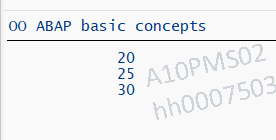 OO ABAP basic concepts
20
25
30
A10PMS02
hh0007503